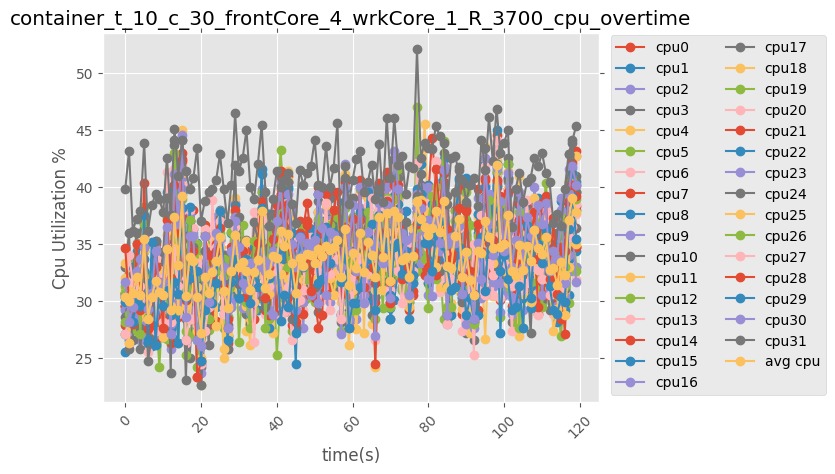 container_t_10_c_30_frontCore_4_wrkCore_1_R_3700_cpu_overtime
50
45
40
35
30
25
Cpu Utilization %
0
20
40
60
80
100
120
time(s)
cpu0
cpu1
cpu2
cpu3
cpu4
cpu5
cpu6
cpu7
cpu8
cpu9
cpu10
cpu11
cpu12
cpu13
cpu14
cpu15
cpu16
cpu17
cpu18
cpu19
cpu20
cpu21
cpu22
cpu23
cpu24
cpu25
cpu26
cpu27
cpu28
cpu29
cpu30
cpu31
avg cpu